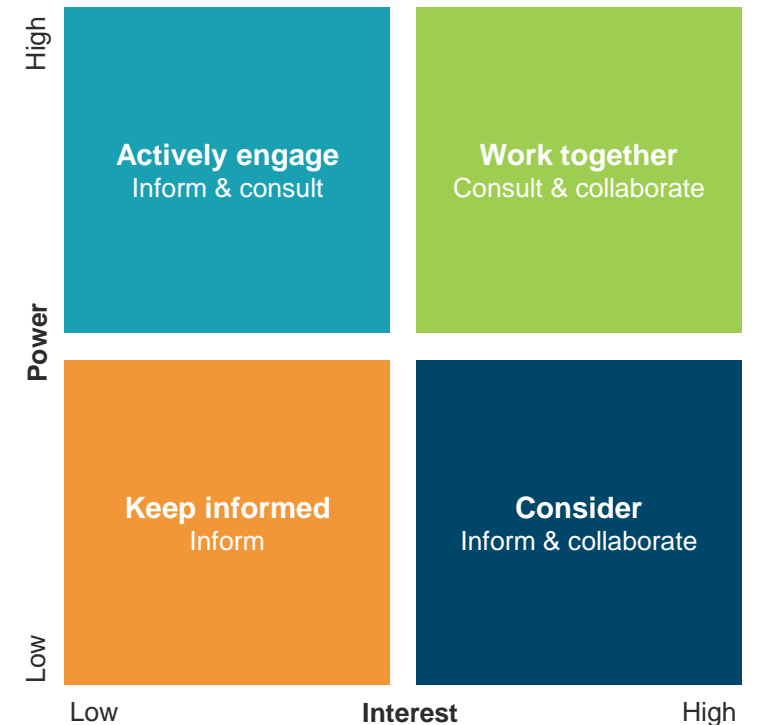 High
Actively engage
Inform & consult
Work together
Consult & collaborate
Power
Keep informed
Inform
Consider
Inform & collaborate
Low
Low
Interest
High